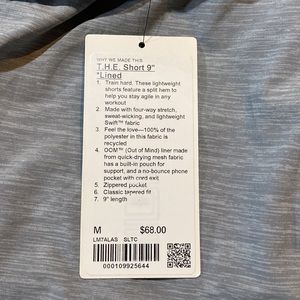 WHY WE MADE THIS
T.H.E. Short 9"
*Lined
1. Train hard. These lightweight
shorts feature a split hem to
help you stay agile in any
workout
2. Made with four-way stretch,
sweat-wicking, and lightweight
Swift™ fabric
3. Feel the love—100% of the
polyester in this fabric is
recycled
4. OOM™ (Out of Mind) liner made
from quick-drying mesh fabric
has a built-in pouch for
support, and a no-bounce phone
pocket with cord exit
5. Zippered pocket
6. Classic tapered fit
7. 9" length
M $68.00
LM7ALAS SLTC
000109925644